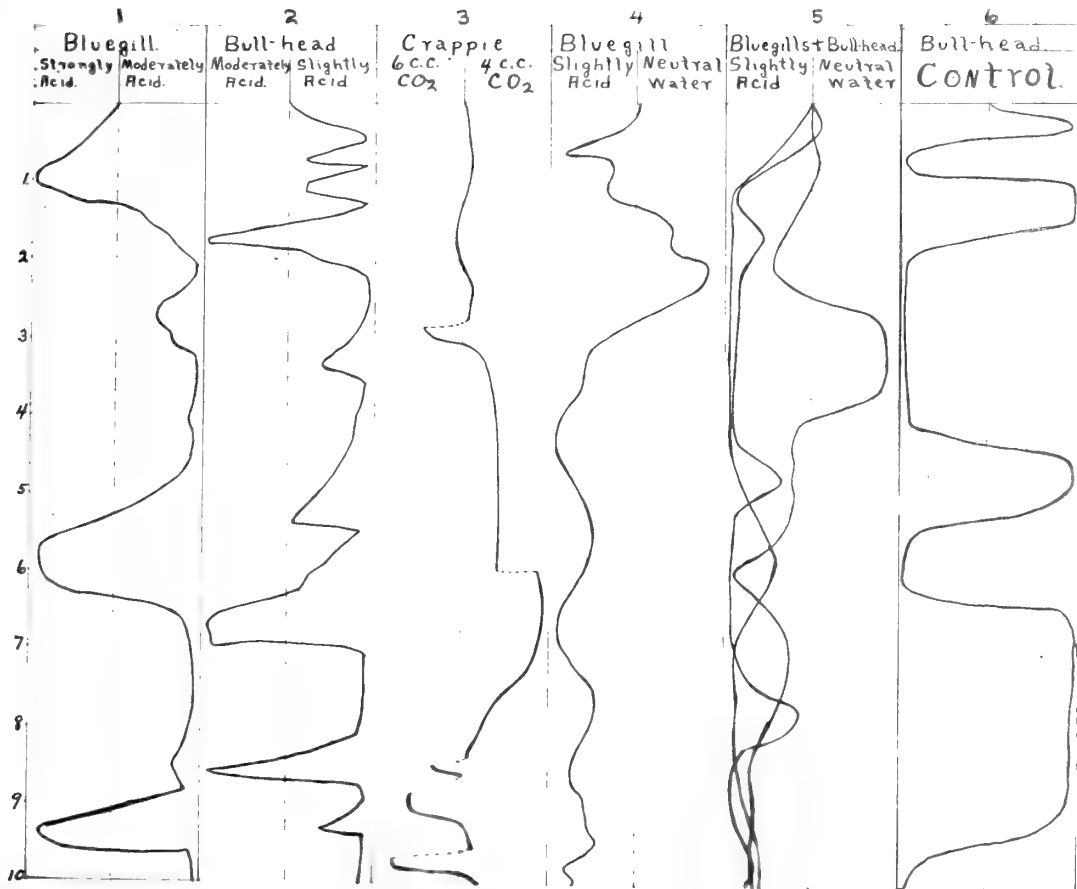 1 2 3 4 5 6
Bluegill.
Strongly Acid.
Moderately Acid.
Bull-head
Moderately Acid.
Slightly Acid
Crappie
6 C.C. CO2
4 C.C. CO2
Bluegill
Slightly Acid
Neutral Water
Bluegills+Bull-head
Slightly Acid
Neutral Water
Bull-head
CONTROL.
1
2
3
4
5
6
7
8
9
10